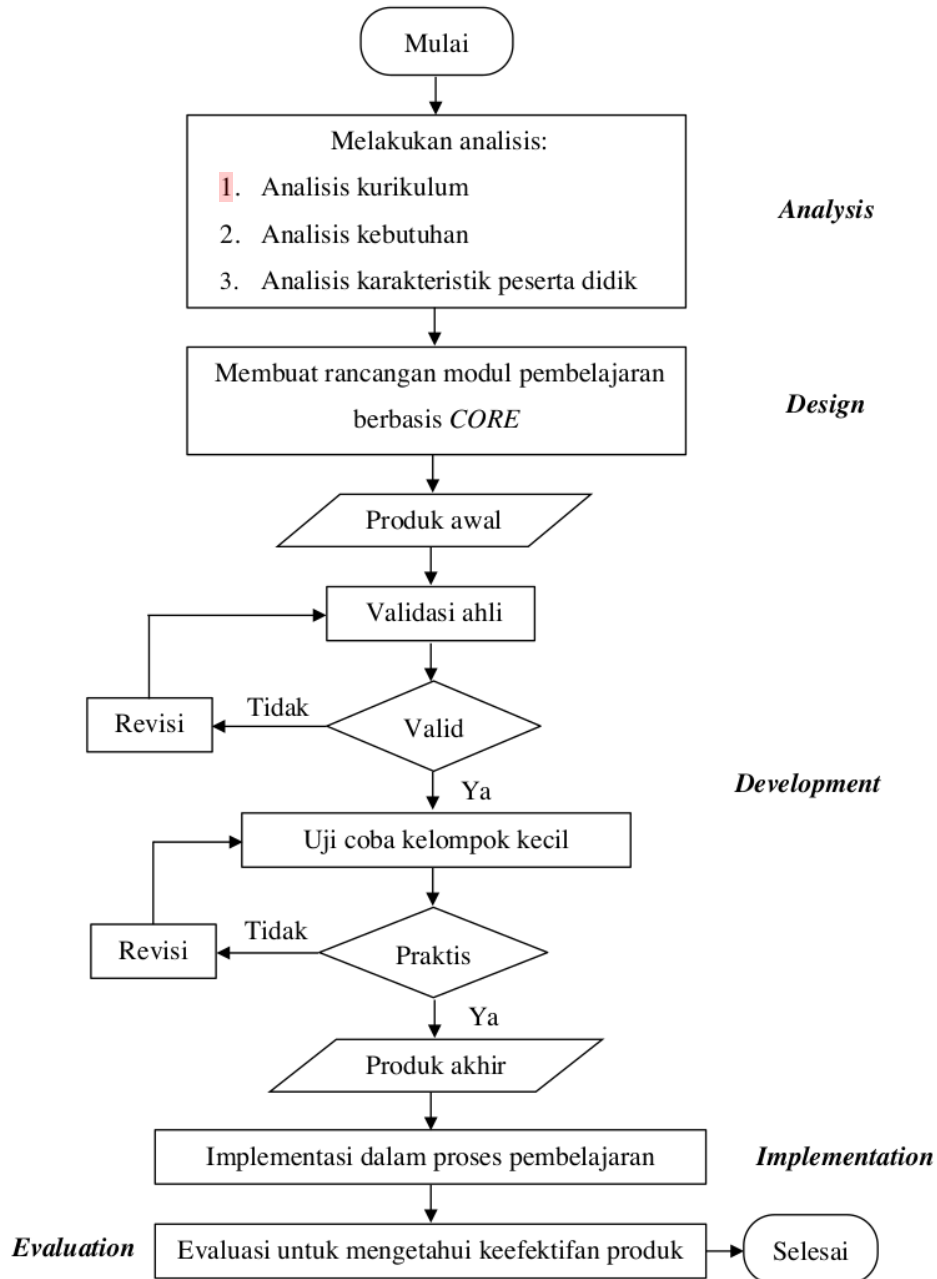 Mulai
Melakukan analisis:
1. Analisis kurikulum
2. Analisis kebutuhan
3. Analisis karakteristik peserta didik
Analysis
Membuat rancangan modul pembelajaran
berbasis CORE
Design
Produk awal
Validasi ahli
Revisi
Tidak
Valid
Ya
Development
Uji coba kelompok kecil
Revisi
Tidak
Praktis
Ya
Produk akhir
Implementasi dalam proses pembelajaran
Implementation
Evaluation
Evaluasi untuk mengetahui keefektifan produk
Selesai